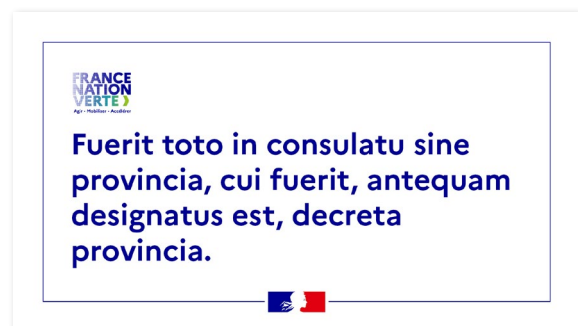 FRANCE
NATION
VERTE >
Agir • Mobiliser • Accélérer
Fuerit toto in consulatu sine
provincia, cui fuerit, antequam
designatus est, decreta
provincia.